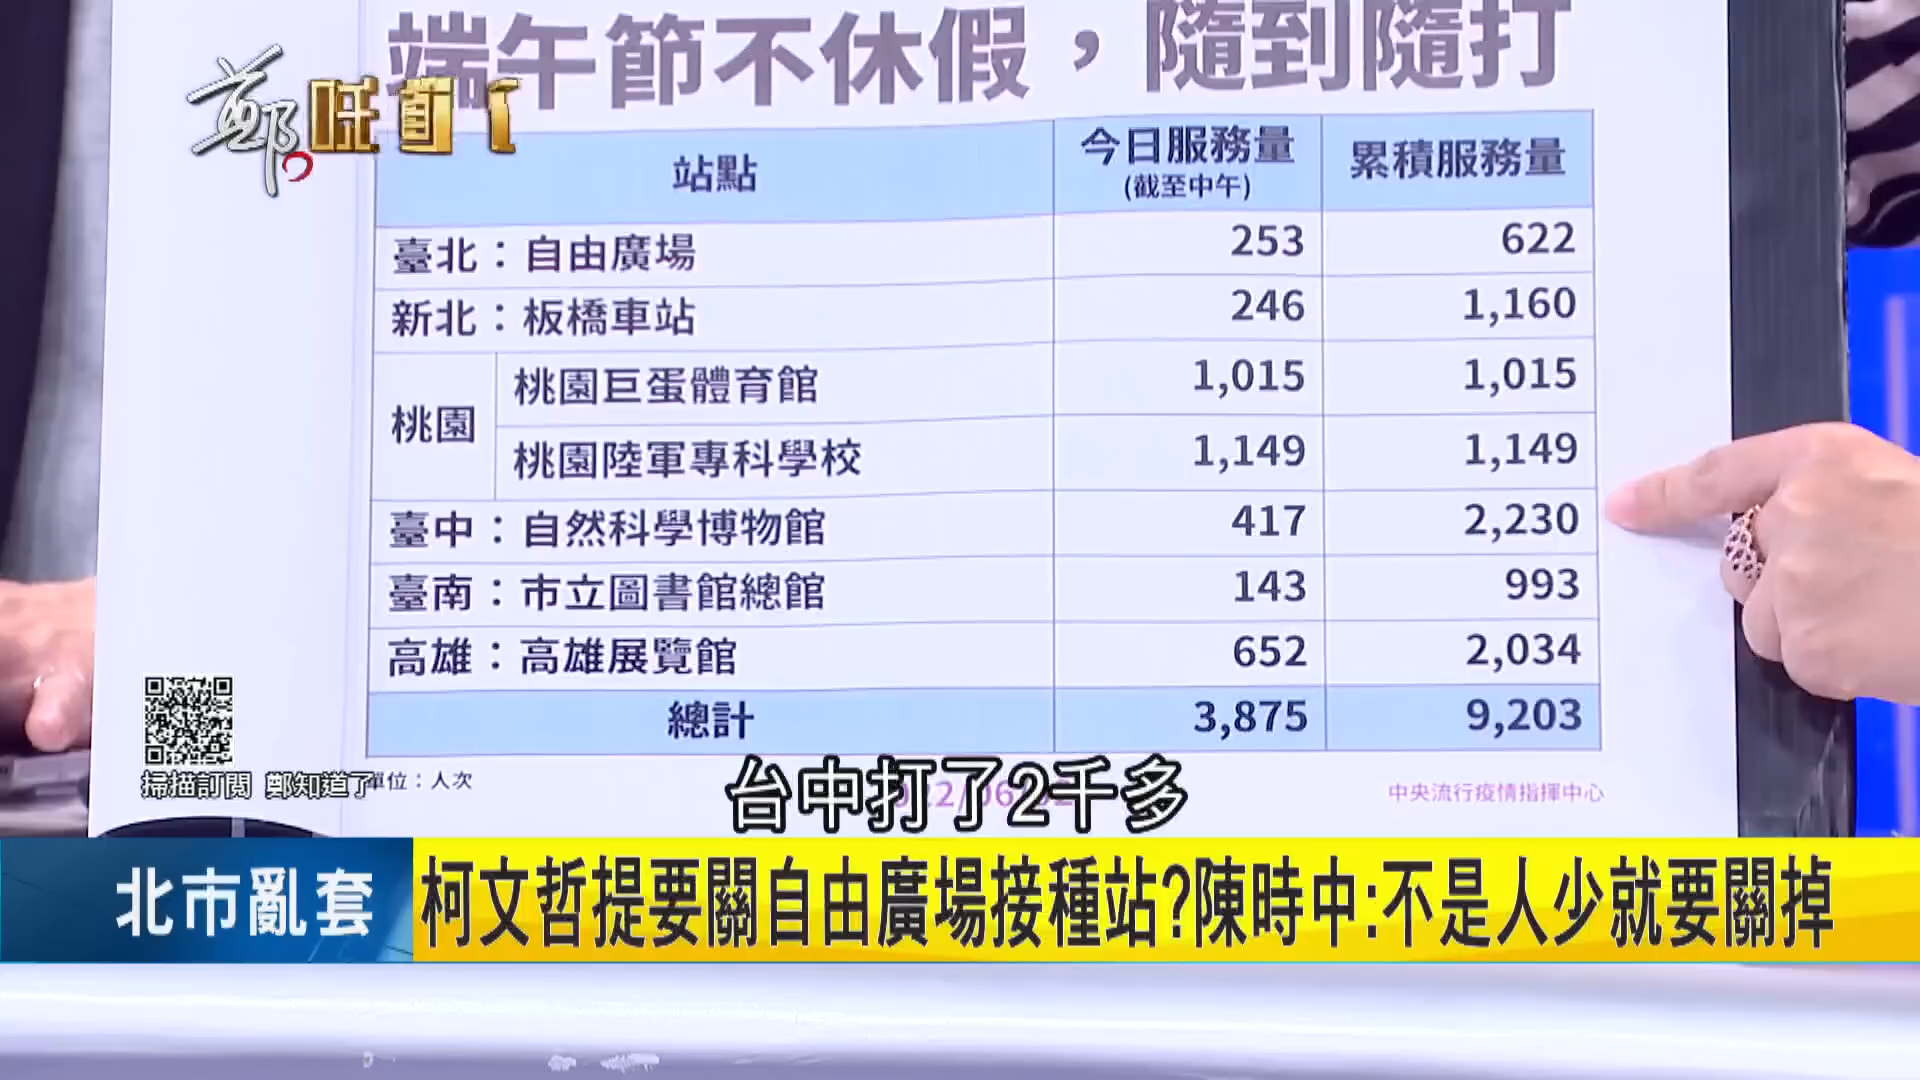 端午節不休假，隨到隨打
鄭
站點 今日服務量 (截至中午) 累積服務量
臺北：自由廣場 253 622
新北：板橋車站 246 1,160
桃園 桃園巨蛋體育館 1,015 1,015
桃園陸軍專科學校 1,149 1,149
臺中：自然科學博物館 417 2,230
臺南：市立圖書館總館 143 993
高雄：高雄展覽館 652 2,034
總計 3,875 9,203
掃描訂閱 鄭知道了
單位：人次
中央流行疫情指揮中心
台中打了2千多
北市亂套
柯文哲提要關自由廣場接種站?陳時中:不是人少就要關掉